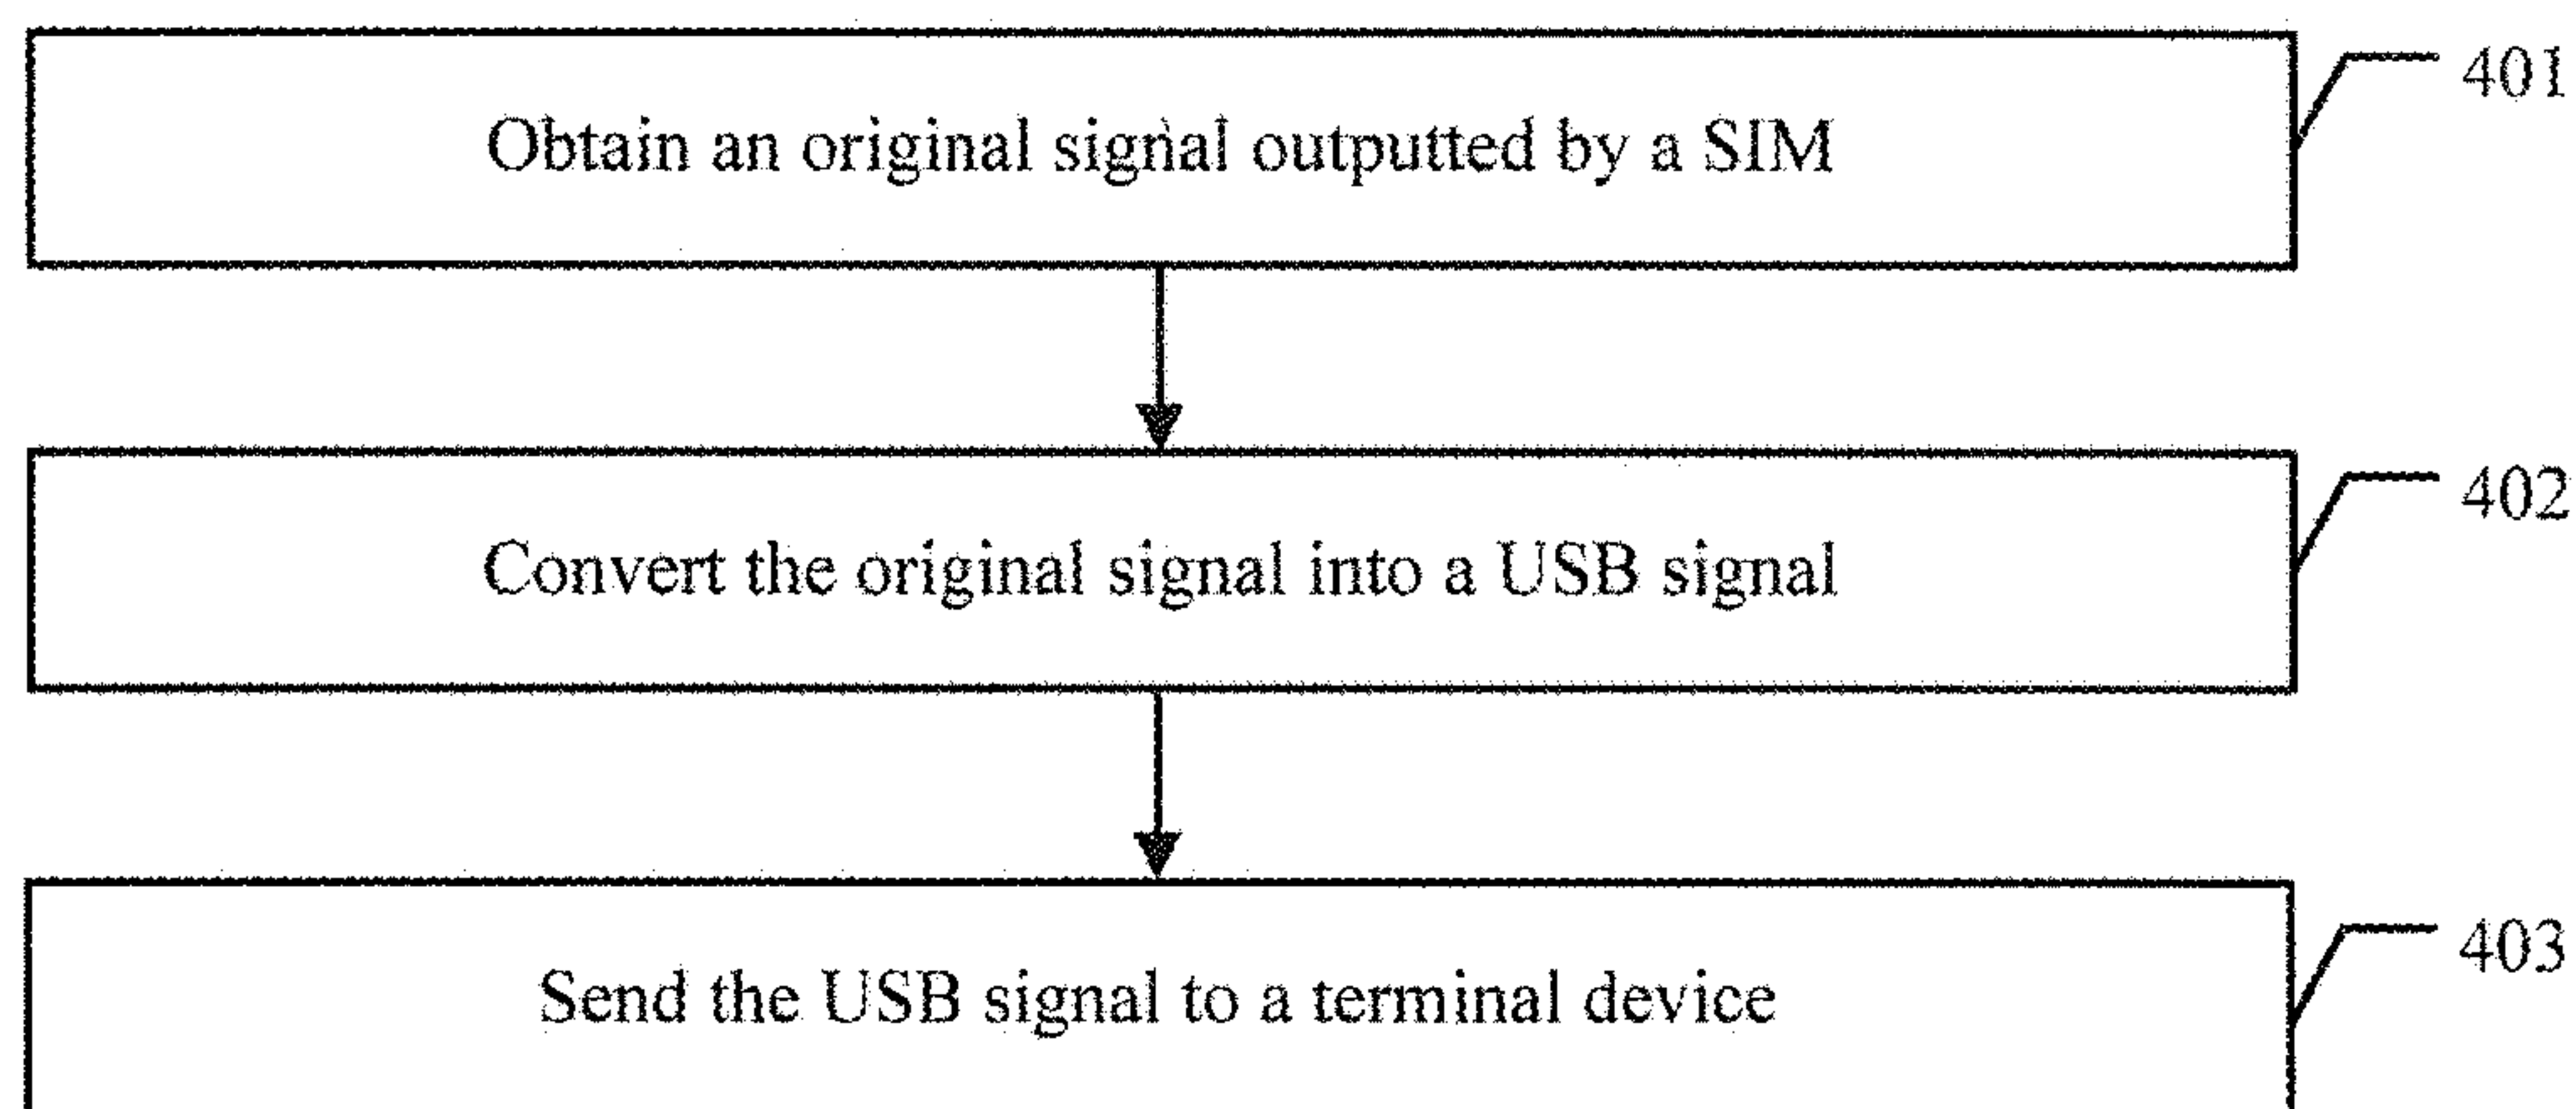 401
Obtain an original signal outputted by a SIM
402
Convert the original signal into a USB signal
403
Send the USB signal to a terminal device